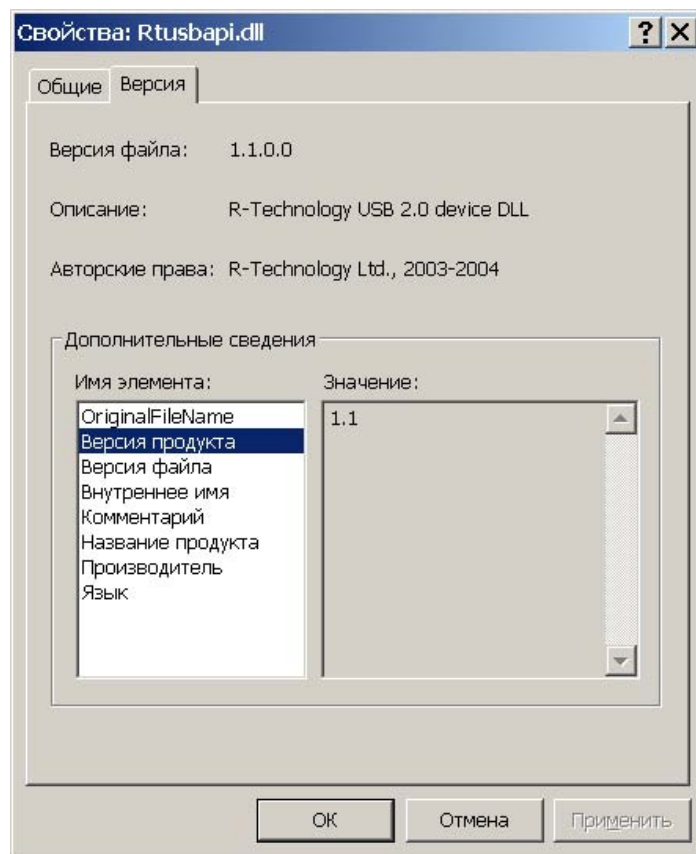 Свойства: Rtusbapi.dll
Общие Версия
Версия файла: 1.1.0.0
Описание: R-Technology USB 2.0 device DLL
Авторские права: R-Technology Ltd., 2003-2004
Дополнительные сведения
Имя элемента: Значение:
OriginalFileName 1.1
Версия продукта
Версия файла
Внутреннее имя
Комментарий
Название продукта
Производитель
Язык
ОК Отмена Применить